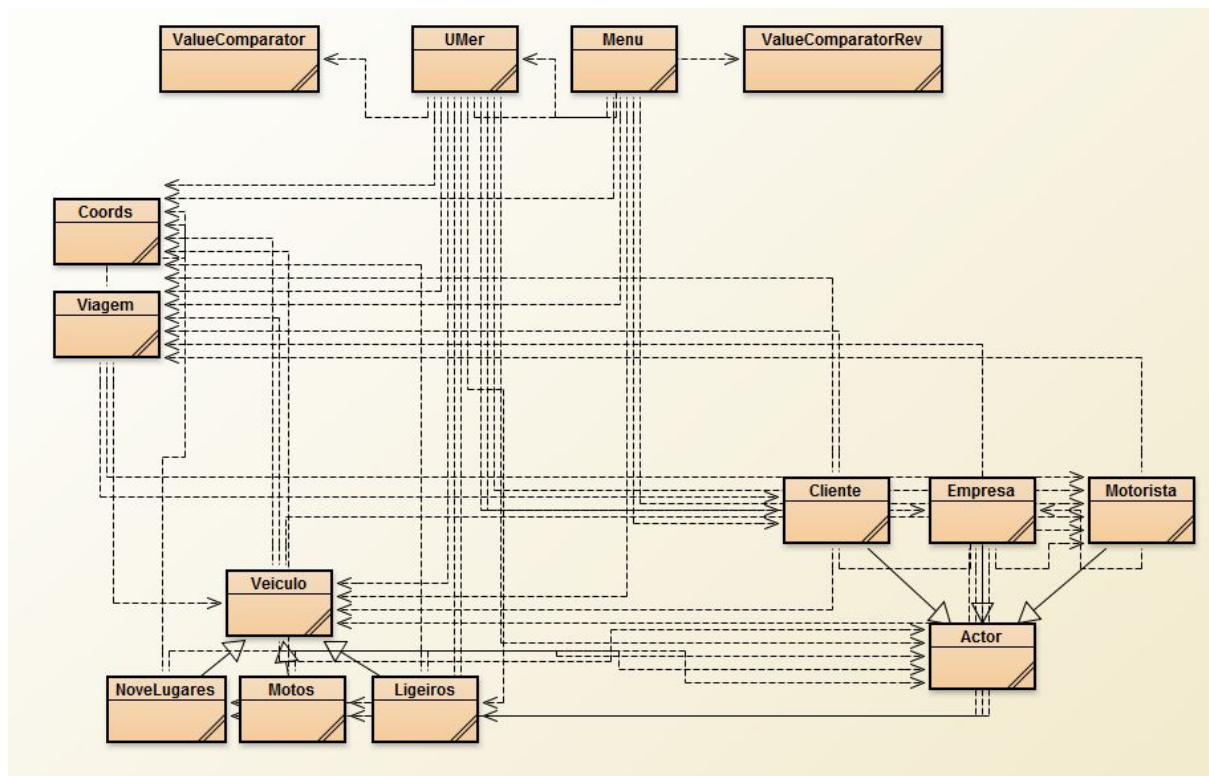 ValueComparator
UMer
Menu
ValueComparatorRev
Coords
Viagem
Cliente
Empresa
Motorista
Veiculo
Actor
NoveLugares
Motos
Ligeiros